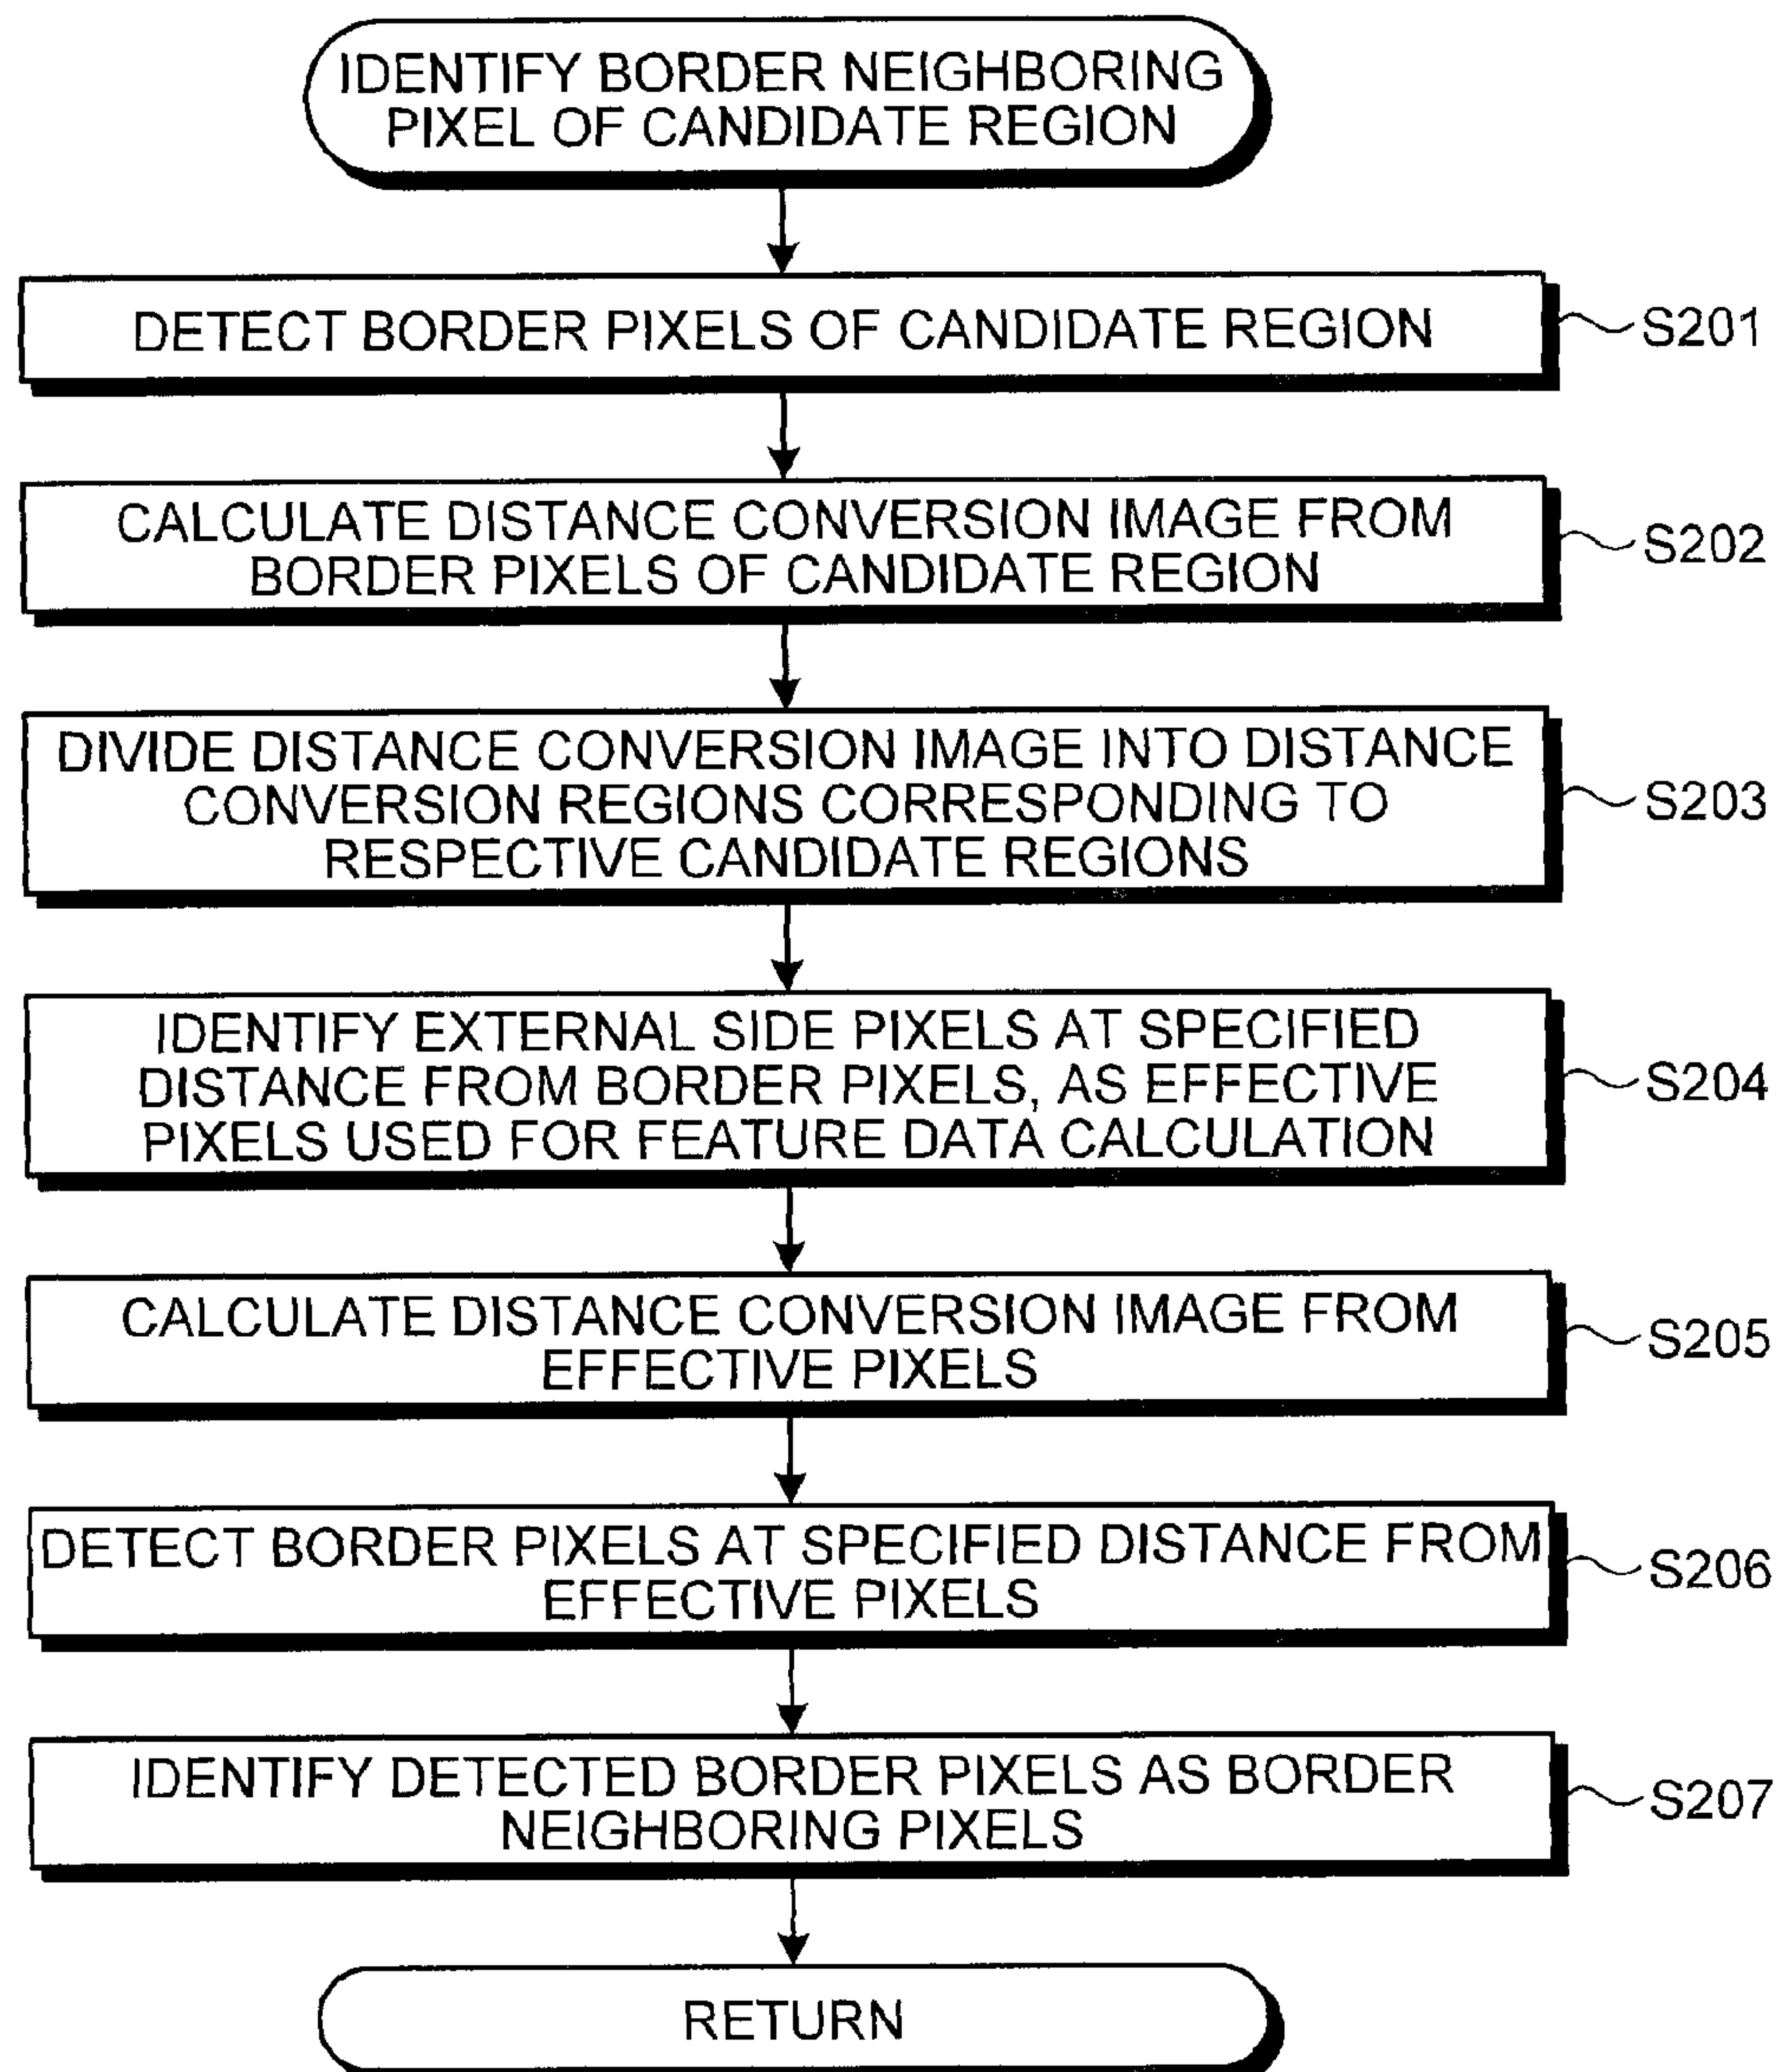 IDENTIFY BORDER NEIGHBORING
PIXEL OF CANDIDATE REGION
DETECT BORDER PIXELS OF CANDIDATE REGION
S201
CALCULATE DISTANCE CONVERSION IMAGE FROM
BORDER PIXELS OF CANDIDATE REGION
S202
DIVIDE DISTANCE CONVERSION IMAGE INTO DISTANCE
CONVERSION REGIONS CORRESPONDING TO
RESPECTIVE CANDIDATE REGIONS
S203
IDENTIFY EXTERNAL SIDE PIXELS AT SPECIFIED
DISTANCE FROM BORDER PIXELS, AS EFFECTIVE
PIXELS USED FOR FEATURE DATA CALCULATION
S204
CALCULATE DISTANCE CONVERSION IMAGE FROM
EFFECTIVE PIXELS
S205
DETECT BORDER PIXELS AT SPECIFIED DISTANCE FROM
EFFECTIVE PIXELS
S206
IDENTIFY DETECTED BORDER PIXELS AS BORDER
NEIGHBORING PIXELS
S207
RETURN